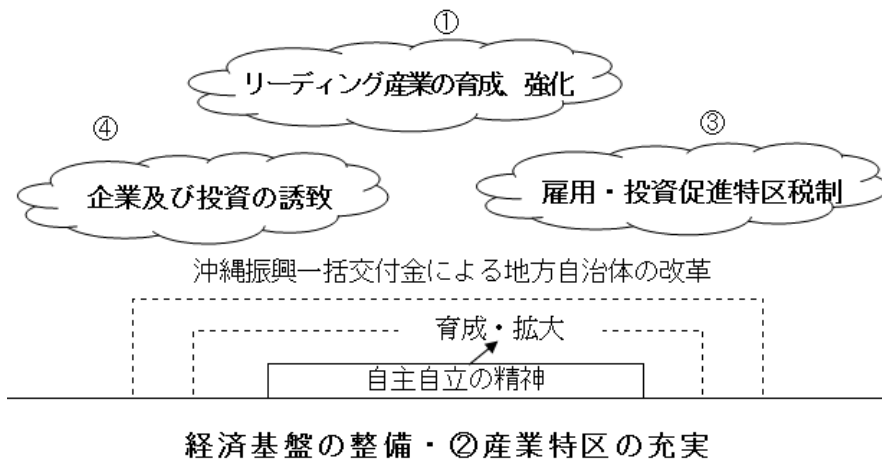 ①
リーディング産業の育成、強化
④
③
企業及び投資の誘致
雇用・投資促進特区税制
沖縄振興一括交付金による地方自治体の改革
育成・拡大
自主自立の精神
経済基盤の整備・②産業特区の充実